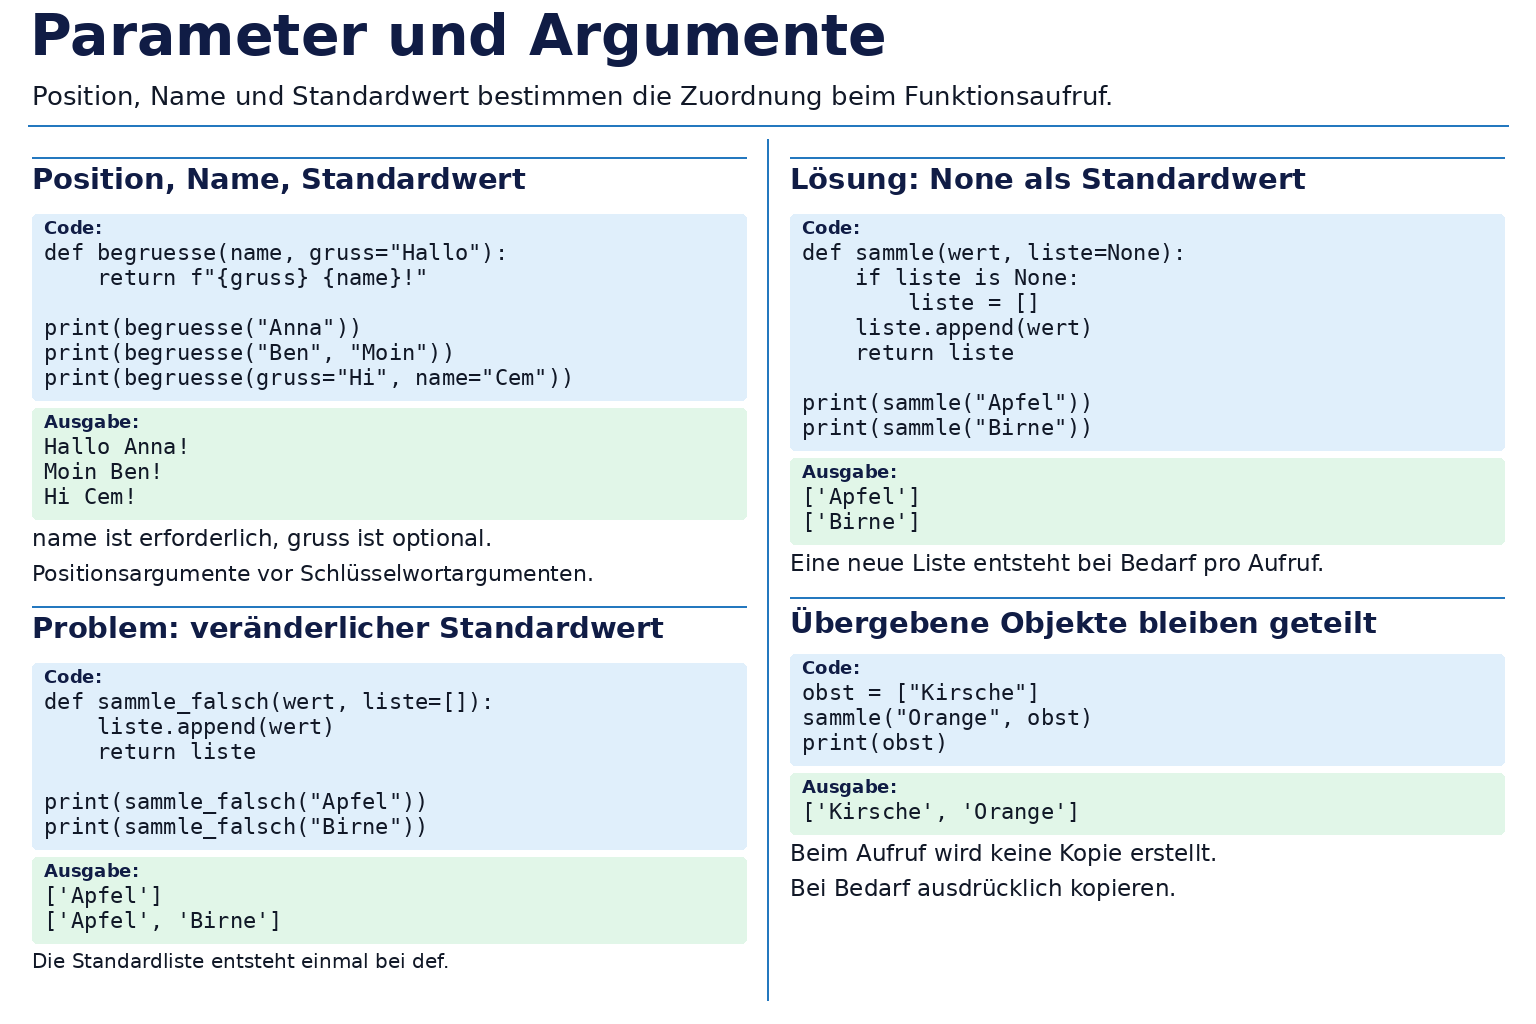 Parameter und Argumente
Position, Name und Standardwert bestimmen die Zuordnung beim Funktionsaufruf.
Position, Name, Standardwert
Code:
def begruesse(name, gruss="Hallo"):
    return f"{gruss} {name}!"

print(begruesse("Anna"))
print(begruesse("Ben", "Moin"))
print(begruesse(gruss="Hi", name="Cem"))
Ausgabe:
Hallo Anna!
Moin Ben!
Hi Cem!
name ist erforderlich, gruss ist optional.
Positionsargumente vor Schlüsselwortargumenten.
Problem: veränderlicher Standardwert
Code:
def sammle_falsch(wert, liste=[]):
    liste.append(wert)
    return liste

print(sammle_falsch("Apfel"))
print(sammle_falsch("Birne"))
Ausgabe:
['Apfel']
['Apfel', 'Birne']
Die Standardliste entsteht einmal bei def.
Lösung: None als Standardwert
Code:
def sammle(wert, liste=None):
    if liste is None:
        liste = []
    liste.append(wert)
    return liste

print(sammle("Apfel"))
print(sammle("Birne"))
Ausgabe:
['Apfel']
['Birne']
Eine neue Liste entsteht bei Bedarf pro Aufruf.
Übergebene Objekte bleiben geteilt
Code:
obst = ["Kirsche"]
sammle("Orange", obst)
print(obst)
Ausgabe:
['Kirsche', 'Orange']
Beim Aufruf wird keine Kopie erstellt.
Bei Bedarf ausdrücklich kopieren.